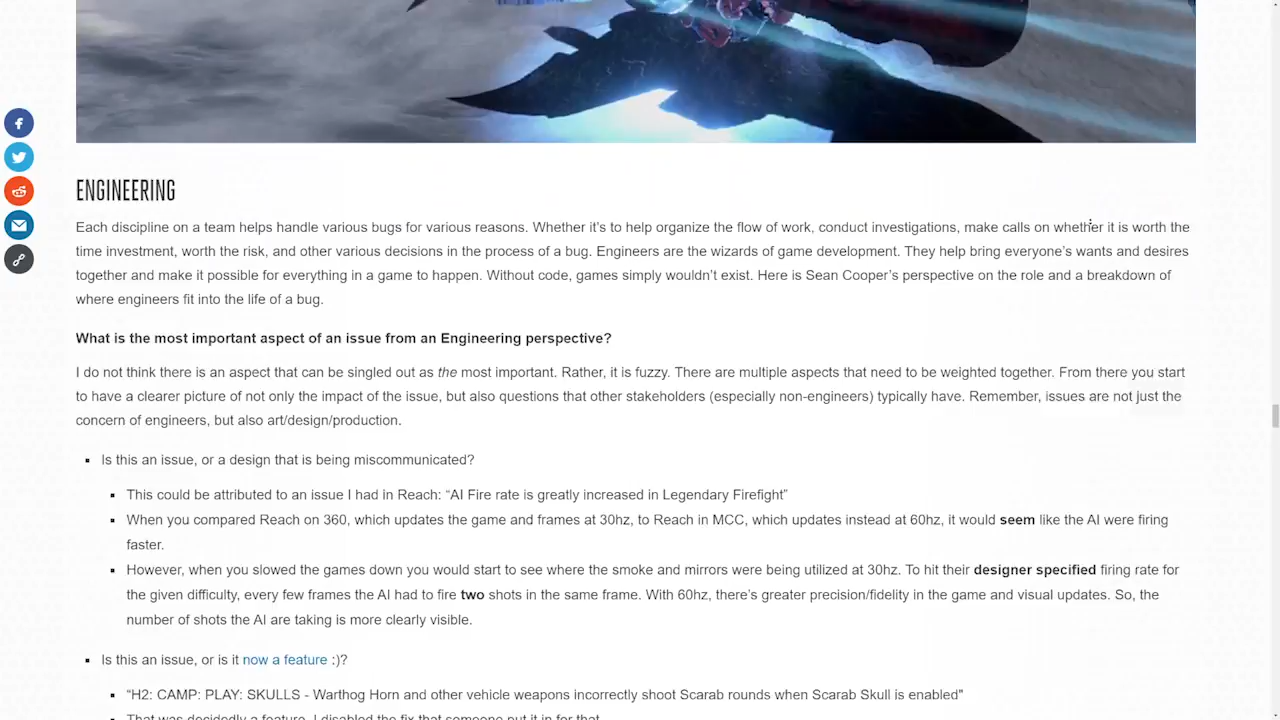 ENGINEERING
Each discipline on a team helps handle various bugs for various reasons. Whether it's to help organize the flow of work, conduct investigations, make calls on whether it is worth the
time investment, worth the risk, and other various decisions in the process of a bug. Engineers are the wizards of game development. They help bring everyone's wants and desires
together and make it possible for everything in a game to happen. Without code, games simply wouldn't exist. Here is Sean Cooper's perspective on the role and a breakdown of
where engineers fit into the life of a bug.
What is the most important aspect of an issue from an Engineering perspective?
I do not think there is an aspect that can be singled out as the most important. Rather, it is fuzzy. There are multiple aspects that need to be weighted together. From there you start
to have a clearer picture of not only the impact of the issue, but also questions that other stakeholders (especially non-engineers) typically have. Remember, issues are not just the
concern of engineers, but also art/design/production.
Is this an issue, or a design that is being miscommunicated?
This could be attributed to an issue I had in Reach: “AI Fire rate is greatly increased in Legendary Firefight”
When you compared Reach on 360, which updates the game and frames at 30hz, to Reach in MCC, which updates instead at 60hz, it would seem like the AI were firing
faster.
However, when you slowed the games down you would start to see where the smoke and mirrors were being utilized at 30hz. To hit their designer specified firing rate for
the given difficulty, every few frames the AI had to fire two shots in the same frame. With 60hz, there's greater precision/fidelity in the game and visual updates. So, the
number of shots the AI are taking is more clearly visible.
Is this an issue, or is it now a feature :)?
“H2: CAMP: PLAY: SKULLS - Warthog Horn and other vehicle weapons incorrectly shoot Scarab rounds when Scarab Skull is enabled"
That was decidedly a feature. I disabled the fix that someone put it in for that.